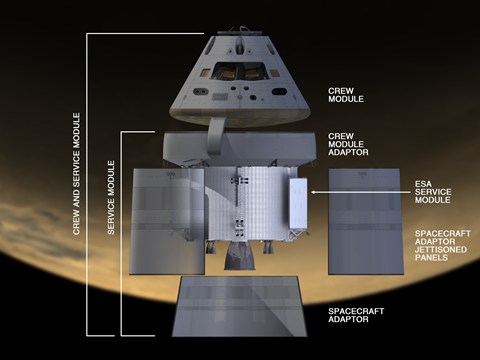 CREW AND SERVICE MODULE
SERVICE MODULE
CREW
MODULE
CREW
MODULE
ADAPTOR
ESA
SERVICE
MODULE
SPACECRAFT
ADAPTOR
JETTISONED
PANELS
SPACECRAFT
ADAPTOR